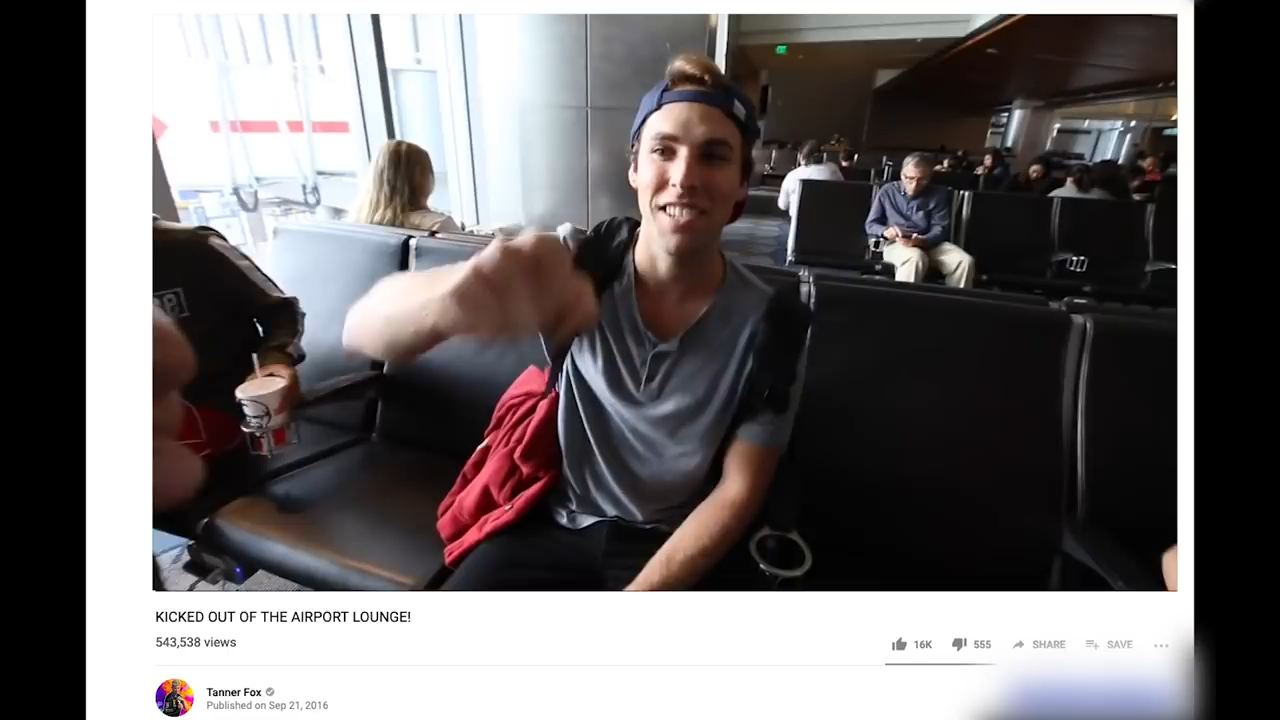 KICKED OUT OF THE AIRPORT LOUNGE!
543,538 views
16K 555 SHARE SAVE
Tanner Fox
Published on Sep 21, 2016